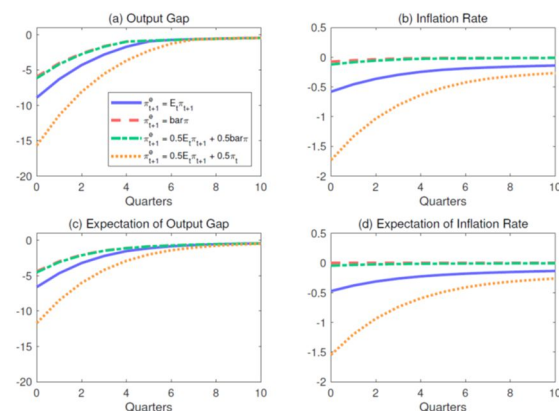 (a) Output Gap
0
-5
-10
-15
-20
0 2 4 6 8 10
Quarters
π^e_{t+1} = E_tπ_{t+1}
π^e_{t+1} = barπ
π^e_{t+1} = 0.5E_tπ_{t+1} + 0.5barπ
π^e_{t+1} = 0.5E_tπ_{t+1} + 0.5π_t
(b) Inflation Rate
0.5
0
-0.5
-1
-1.5
-2
0 2 4 6 8 10
Quarters
(c) Expectation of Output Gap
0
-5
-10
-15
-20
0 2 4 6 8 10
Quarters
(d) Expectation of Inflation Rate
0.5
0
-0.5
-1
-1.5
-2
0 2 4 6 8 10
Quarters